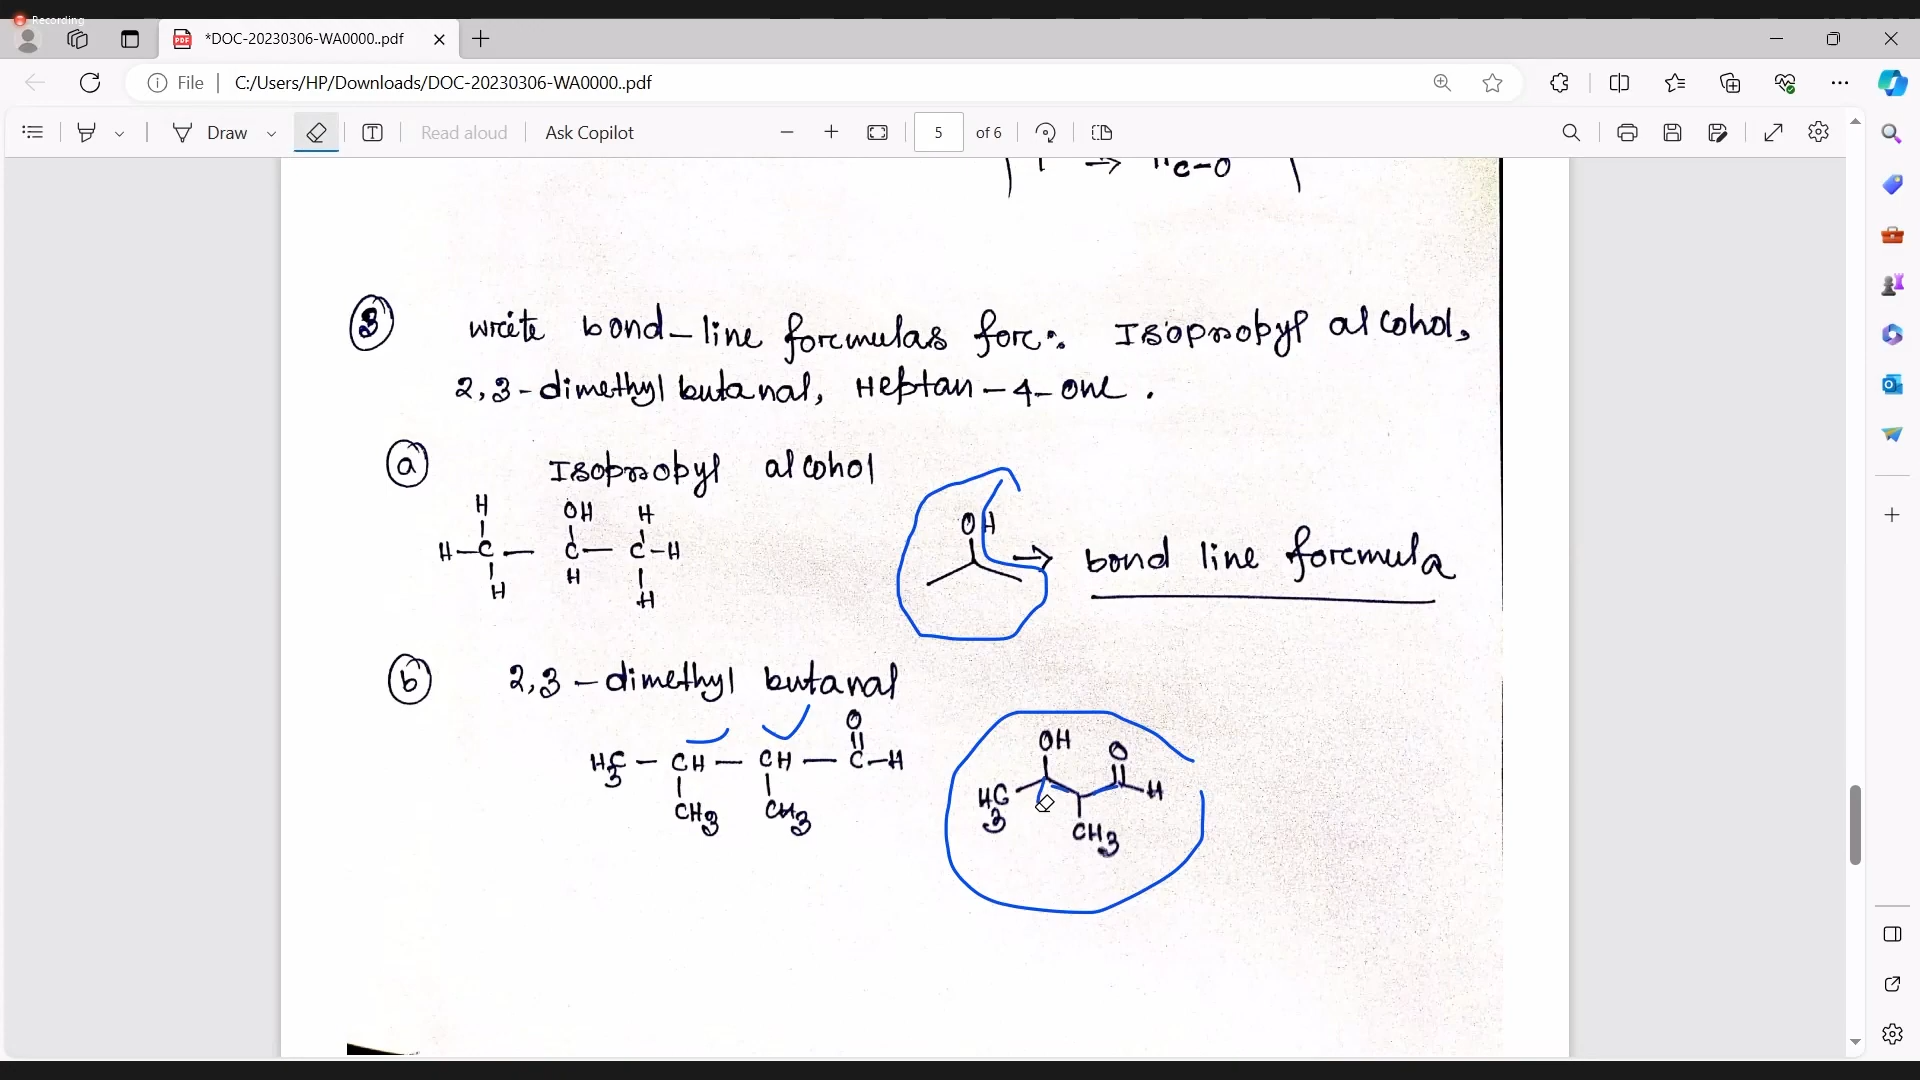 Recording
*DOC-20230306-WA0000..pdf
File
C:/Users/HP/Downloads/DOC-20230306-WA0000..pdf
Draw
Read aloud
Ask Copilot
5 of 6
"C-O
3 write bond-line formulas for: Isopropyl alcohol,
2,3-dimethyl butanal, Heptan-4-one.
a Isopropyl alcohol
H OH H
H-C-C-C-H
H H H
OH
→ bond line formula
b 2,3-dimethyl butanal
O
H3C-CH-CH-C-H
CH3 CH3
OH O
H3C H
CH3